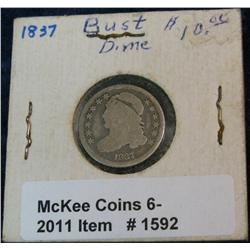 1837 Bust $10.00
Dime
1837
McKee Coins 6-
2011 Item # 1592